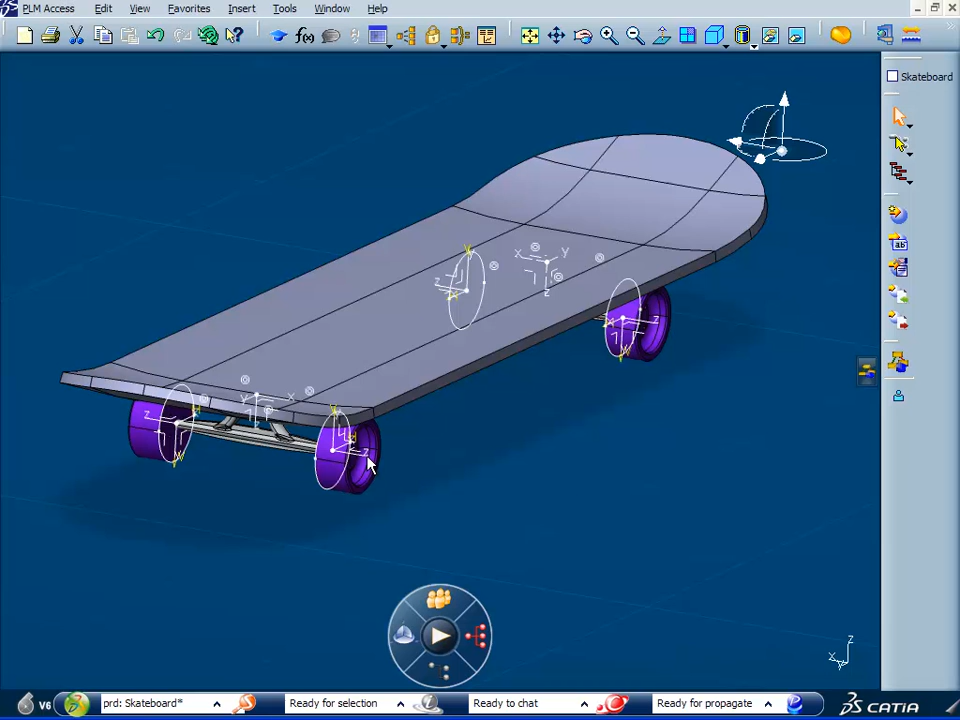 PLM Access Edit View Favorites Insert Tools Window Help
f(x)
Skateboard
ab
Y
Z
X
Y
Z
Z
Y
X
Z
Y
Z
Z
Y
Z
X
Y
V6 prd: Skateboard* Ready for selection Ready to chat Ready for propagate CATIA